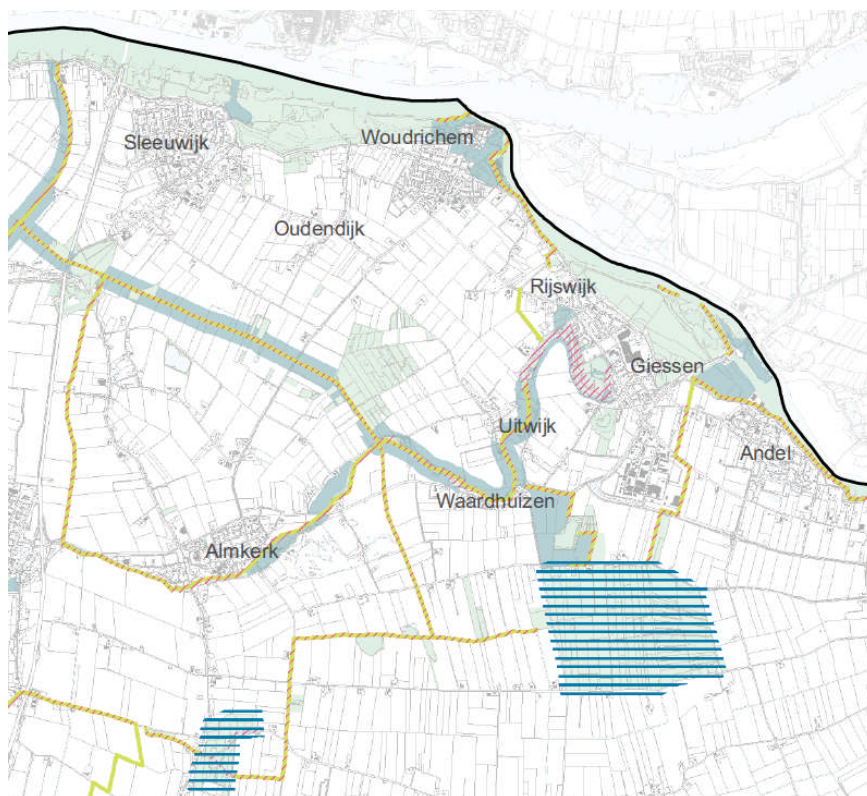 Sleeuwijk
Woudrichem
Oudendijk
Rijswijk
Giessen
Uitwijk
Andel
Waardhuizen
Almkerk